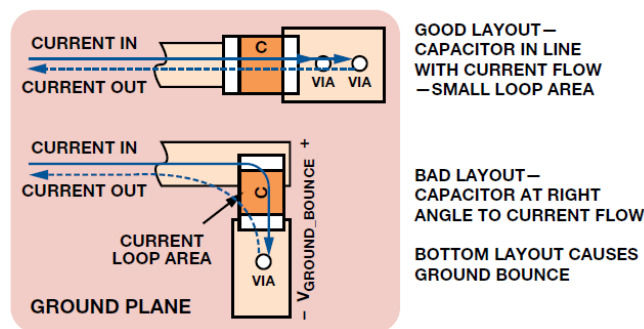 CURRENT IN
C
CURRENT OUT
VIA
VIA
GOOD LAYOUT—
CAPACITOR IN LINE
WITH CURRENT FLOW
—SMALL LOOP AREA
CURRENT IN
CURRENT OUT
C
CURRENT
LOOP AREA
VIA
– VGROUND_BOUNCE +
GROUND PLANE
BAD LAYOUT—
CAPACITOR AT RIGHT
ANGLE TO CURRENT FLOW
BOTTOM LAYOUT CAUSES
GROUND BOUNCE